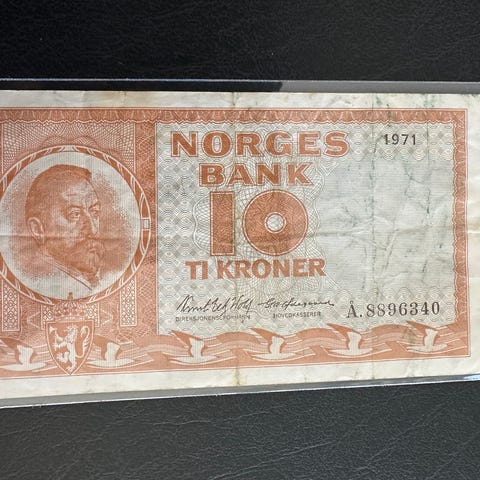 NORGES
BANK
1971
10
TI KRONER
DIREKSJONENS FORMANN
HOVEDKASSERER
Å.8896340